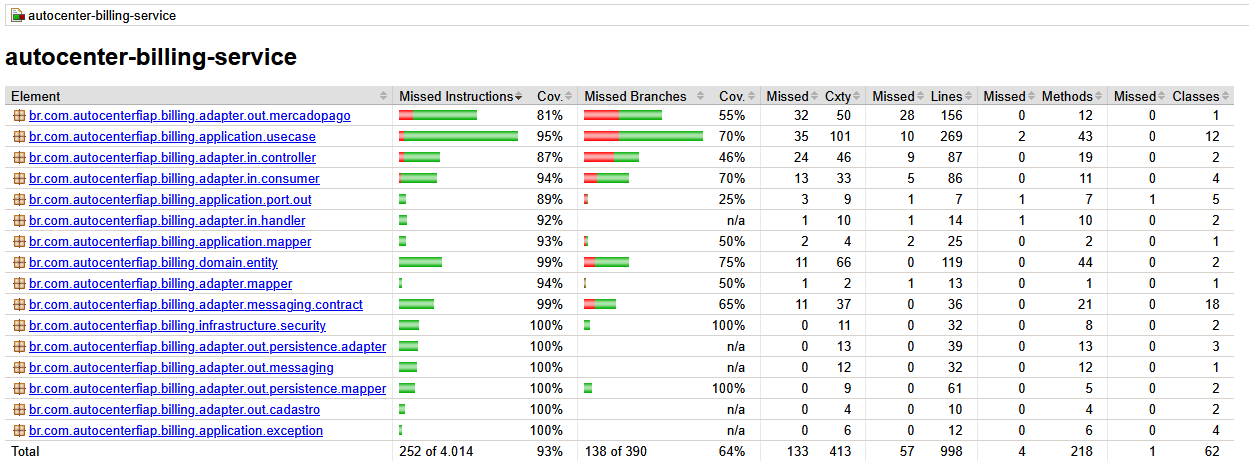 autocenter-billing-service
autocenter-billing-service
Element Missed Instructions Cov. Missed Branches Cov. Missed Cxty Missed Lines Missed Methods Missed Classes
br.com.autocenterfiap.billing.adapter.out.mercadopago 81% 55% 32 50 28 156 0 12 0 1
br.com.autocenterfiap.billing.application.usecase 95% 70% 35 101 10 269 2 43 0 12
br.com.autocenterfiap.billing.adapter.in.controller 87% 46% 24 46 9 87 0 19 0 2
br.com.autocenterfiap.billing.adapter.in.consumer 94% 70% 13 33 5 86 0 11 0 4
br.com.autocenterfiap.billing.application.port.out 89% 25% 3 9 1 7 1 7 1 5
br.com.autocenterfiap.billing.adapter.in.handler 92% n/a 1 10 1 14 1 10 0 2
br.com.autocenterfiap.billing.application.mapper 93% 50% 2 4 2 25 0 2 0 1
br.com.autocenterfiap.billing.domain.entity 99% 75% 11 66 0 119 0 44 0 2
br.com.autocenterfiap.billing.adapter.mapper 94% 50% 1 2 1 13 0 1 0 1
br.com.autocenterfiap.billing.adapter.messaging.contract 99% 65% 11 37 0 36 0 21 0 18
br.com.autocenterfiap.billing.infrastructure.security 100% 100% 0 11 0 32 0 8 0 2
br.com.autocenterfiap.billing.adapter.out.persistence.adapter 100% n/a 0 13 0 39 0 13 0 3
br.com.autocenterfiap.billing.adapter.out.messaging 100% n/a 0 12 0 32 0 12 0 1
br.com.autocenterfiap.billing.adapter.out.persistence.mapper 100% 100% 0 9 0 61 0 5 0 2
br.com.autocenterfiap.billing.adapter.out.cadastro 100% n/a 0 4 0 10 0 4 0 2
br.com.autocenterfiap.billing.application.exception 100% n/a 0 6 0 12 0 6 0 4
Total 252 of 4.014 93% 138 of 390 64% 133 413 57 998 4 218 1 62